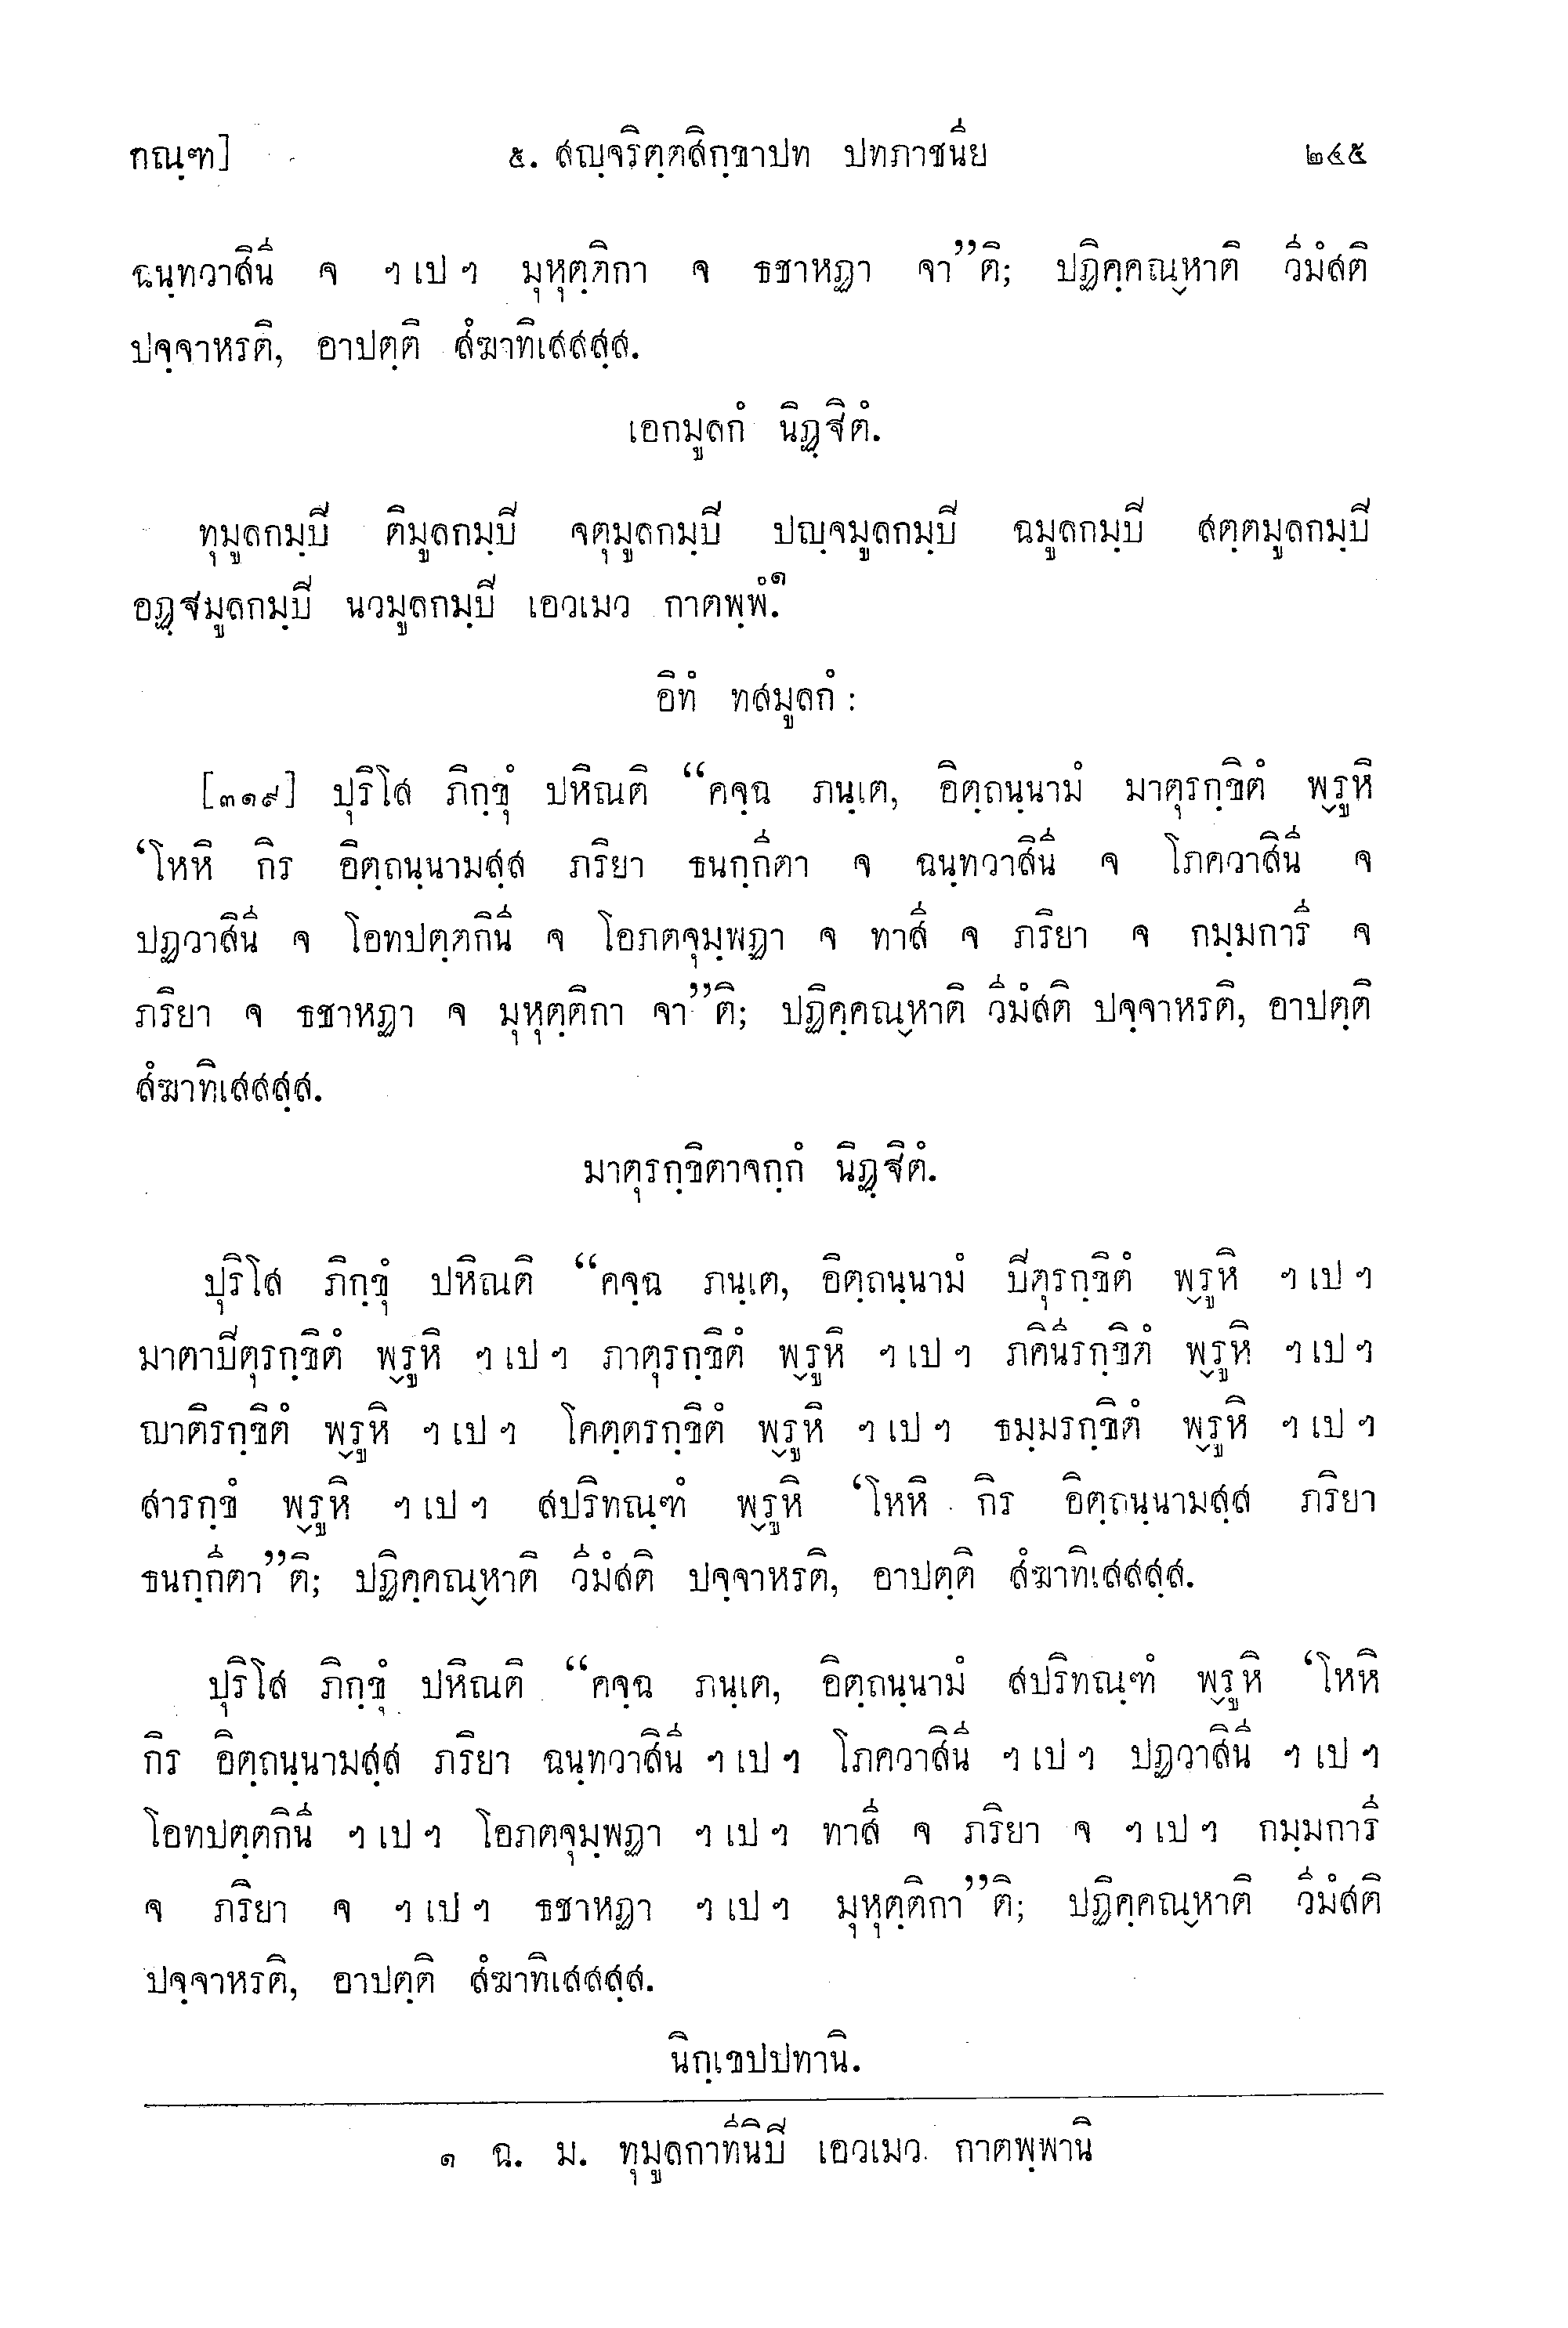 กณฺฑ] ๕. สญฺจริตฺตสิกฺขาปท ปทภาชนีย ๒๔๕
ฉนฺทวาสินี จ ฯ เป ฯ มุหุตฺติกา จ ธชาหฏา จา”ติ; ปฏิคฺคณฺหาติ วีมํสติ
ปจฺจาหรติ, อาปตฺติ สํฆาทิเสสสฺส.
เอกมูลกํ นิฏฺฐิตํ.
ทุมูลกมฺปิ ติมูลกมฺปิ จตุมูลกมฺปิ ปญฺจมูลกมฺปิ ฉมูลกมฺปิ สตฺตมูลกมฺปิ
อฏฺฐมูลกมฺปิ นวมูลกมฺปิ เอวเมว กาตพฺพํ.๑
อิทํ ทสมูลกํ :
[๓๑๙] ปุริโส ภิกฺขุํ ปหิณติ “คจฺฉ ภนฺเต, อิตฺถนฺนามํ มาตุรกฺขิตํ พฺรูหิ
‘โหหิ กิร อิตฺถนฺนามสฺส ภริยา ธนกฺกีตา จ ฉนฺทวาสินี จ โภควาสินี จ
ปฏวาสินี จ โอทปตฺตกินี จ โอภตจุมฺพฏา จ ทาสี จ ภริยา จ กมฺมการี จ
ภริยา จ ธชาหฏา จ มุหุตฺติกา จา”ติ; ปฏิคฺคณฺหาติ วีมํสติ ปจฺจาหรติ, อาปตฺติ
สํฆาทิเสสสฺส.
มาตุรกฺขิตาจกฺกํ นิฏฺฐิตํ.
ปุริโส ภิกฺขุํ ปหิณติ “คจฺฉ ภนฺเต, อิตฺถนฺนามํ ปิตุรกฺขิตํ พฺรูหิ ฯ เป ฯ
มาตาปิตุรกฺขิตํ พฺรูหิ ฯ เป ฯ ภาตุรกฺขิตํ พฺรูหิ ฯ เป ฯ ภคินีรกฺขิตํ พฺรูหิ ฯ เป ฯ
ญาติรกฺขิตํ พฺรูหิ ฯ เป ฯ โคตฺตรกฺขิตํ พฺรูหิ ฯ เป ฯ ธมฺมรกฺขิตํ พฺรูหิ ฯ เป ฯ
สารกฺขํ พฺรูหิ ฯ เป ฯ สปริทณฺฑํ พฺรูหิ ‘โหหิ กิร อิตฺถนฺนามสฺส ภริยา
ธนกฺกีตา”ติ; ปฏิคฺคณฺหาติ วีมํสติ ปจฺจาหรติ, อาปตฺติ สํฆาทิเสสสฺส.
ปุริโส ภิกฺขุํ ปหิณติ “คจฺฉ ภนฺเต, อิตฺถนฺนามํ สปริทณฺฑํ พฺรูหิ ‘โหหิ
กิร อิตฺถนฺนามสฺส ภริยา ฉนฺทวาสินี ฯ เป ฯ โภควาสินี ฯ เป ฯ ปฏวาสินี ฯ เป ฯ
โอทปตฺตกินี ฯ เป ฯ โอภตจุมฺพฏา ฯ เป ฯ ทาสี จ ภริยา จ ฯ เป ฯ กมฺมการี
จ ภริยา จ ฯ เป ฯ ธชาหฏา ฯ เป ฯ มุหุตฺติกา”ติ; ปฏิคฺคณฺหาติ วีมํสติ
ปจฺจาหรติ, อาปตฺติ สํฆาทิเสสสฺส.
นิกฺเขปปทานิ.
๑ ฉ. ม. ทุมูลกาทีนิปิ เอวเมว กาตพฺพานิ